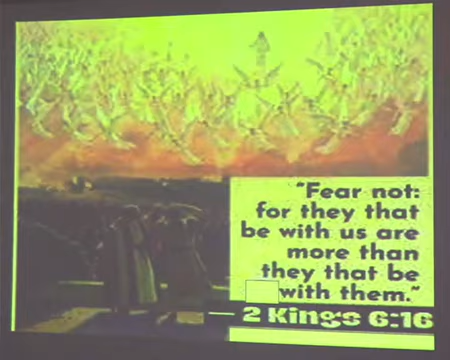 "Fear not:
for they that
be with us are
more than
they that be
with them."
— 2 Kings 6:16